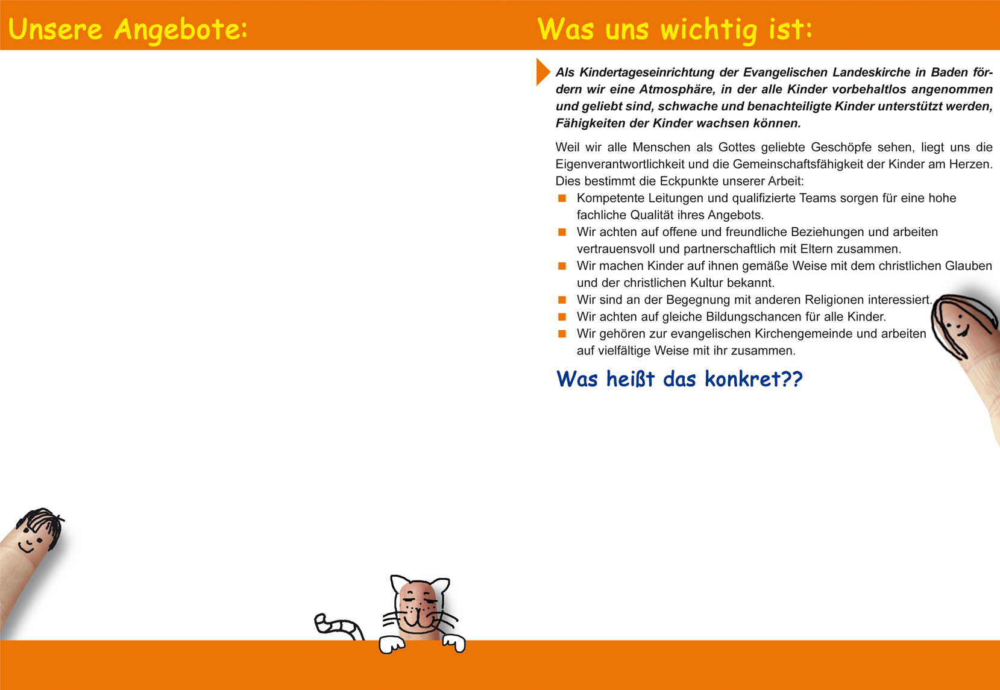 Unsere Angebote:
Was uns wichtig ist:
Als Kindertageseinrichtung der Evangelischen Landeskirche in Baden för-
dern wir eine Atmosphäre, in der alle Kinder vorbehaltlos angenommen
und geliebt sind, schwache und benachteiligte Kinder unterstützt werden,
Fähigkeiten der Kinder wachsen können.
Weil wir alle Menschen als Gottes geliebte Geschöpfe sehen, liegt uns die
Eigenverantwortlichkeit und die Gemeinschaftsfähigkeit der Kinder am Herzen.
Dies bestimmt die Eckpunkte unserer Arbeit:
Kompetente Leitungen und qualifizierte Teams sorgen für eine hohe
fachliche Qualität ihres Angebots.
Wir achten auf offene und freundliche Beziehungen und arbeiten
vertrauensvoll und partnerschaftlich mit Eltern zusammen.
Wir machen Kinder auf ihnen gemäße Weise mit dem christlichen Glauben
und der christlichen Kultur bekannt.
Wir sind an der Begegnung mit anderen Religionen interessiert.
Wir achten auf gleiche Bildungschancen für alle Kinder.
Wir gehören zur evangelischen Kirchengemeinde und arbeiten
auf vielfältige Weise mit ihr zusammen.
Was heißt das konkret??